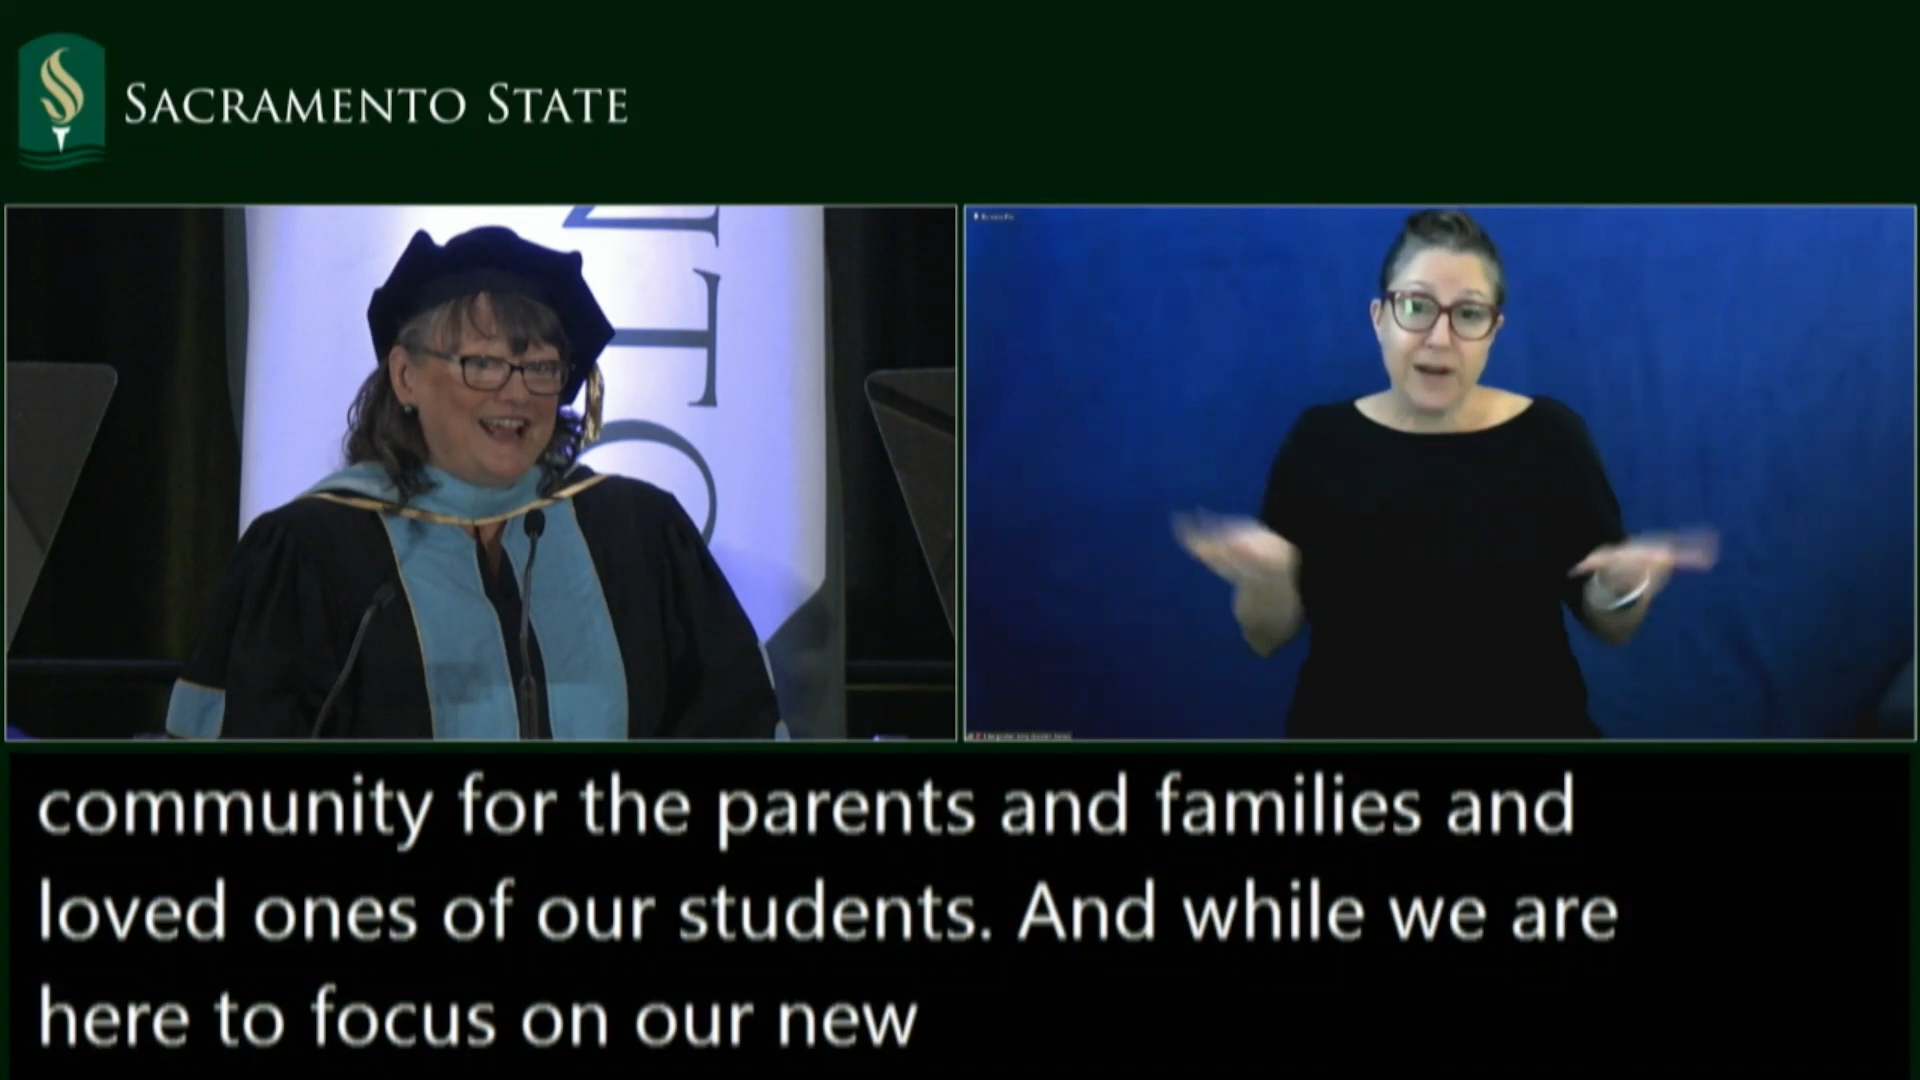 SACRAMENTO STATE
NTO
community for the parents and families and
loved ones of our students. And while we are
here to focus on our new